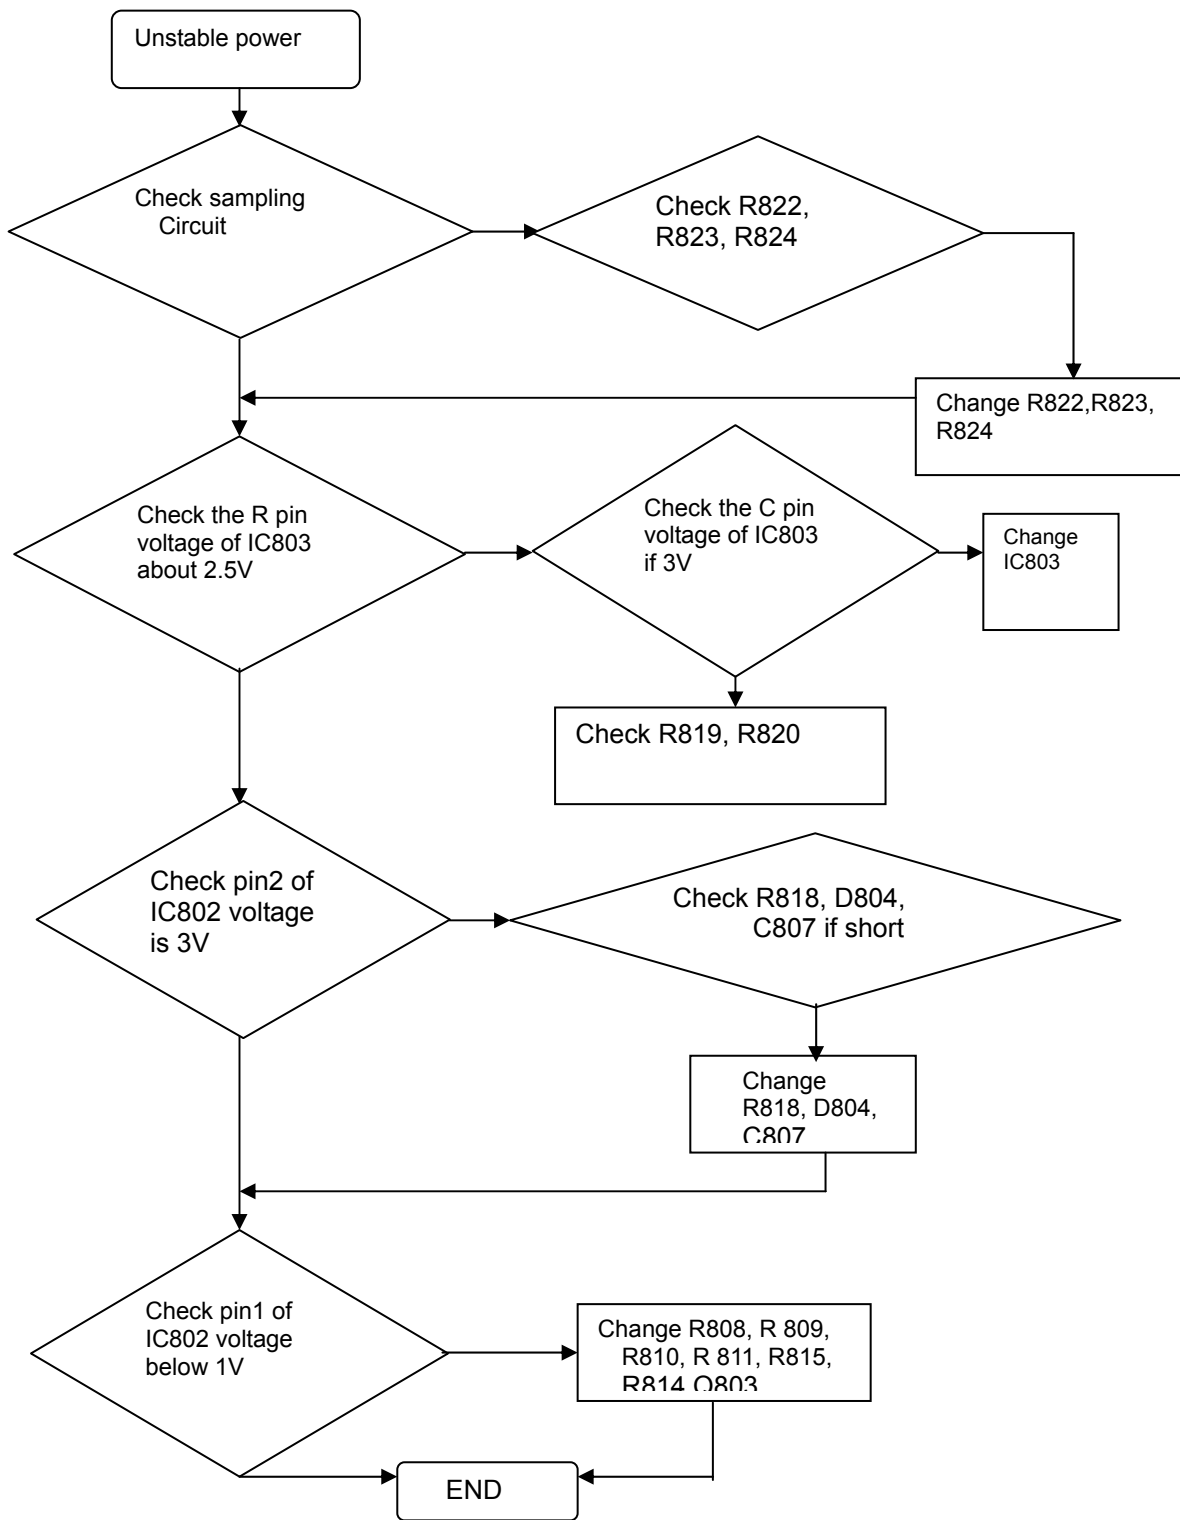 Unstable power
Check sampling
Circuit
Check R822,
R823, R824
Change R822,R823,
R824
Check the R pin
voltage of IC803
about 2.5V
Check the C pin
voltage of IC803
if 3V
Change
IC803
Check R819, R820
Check pin2 of
IC802 voltage
is 3V
Check R818, D804,
C807 if short
Change
R818, D804,
C807
Check pin1 of
IC802 voltage
below 1V
Change R808, R 809,
R810, R 811, R815,
R814,Q803
END